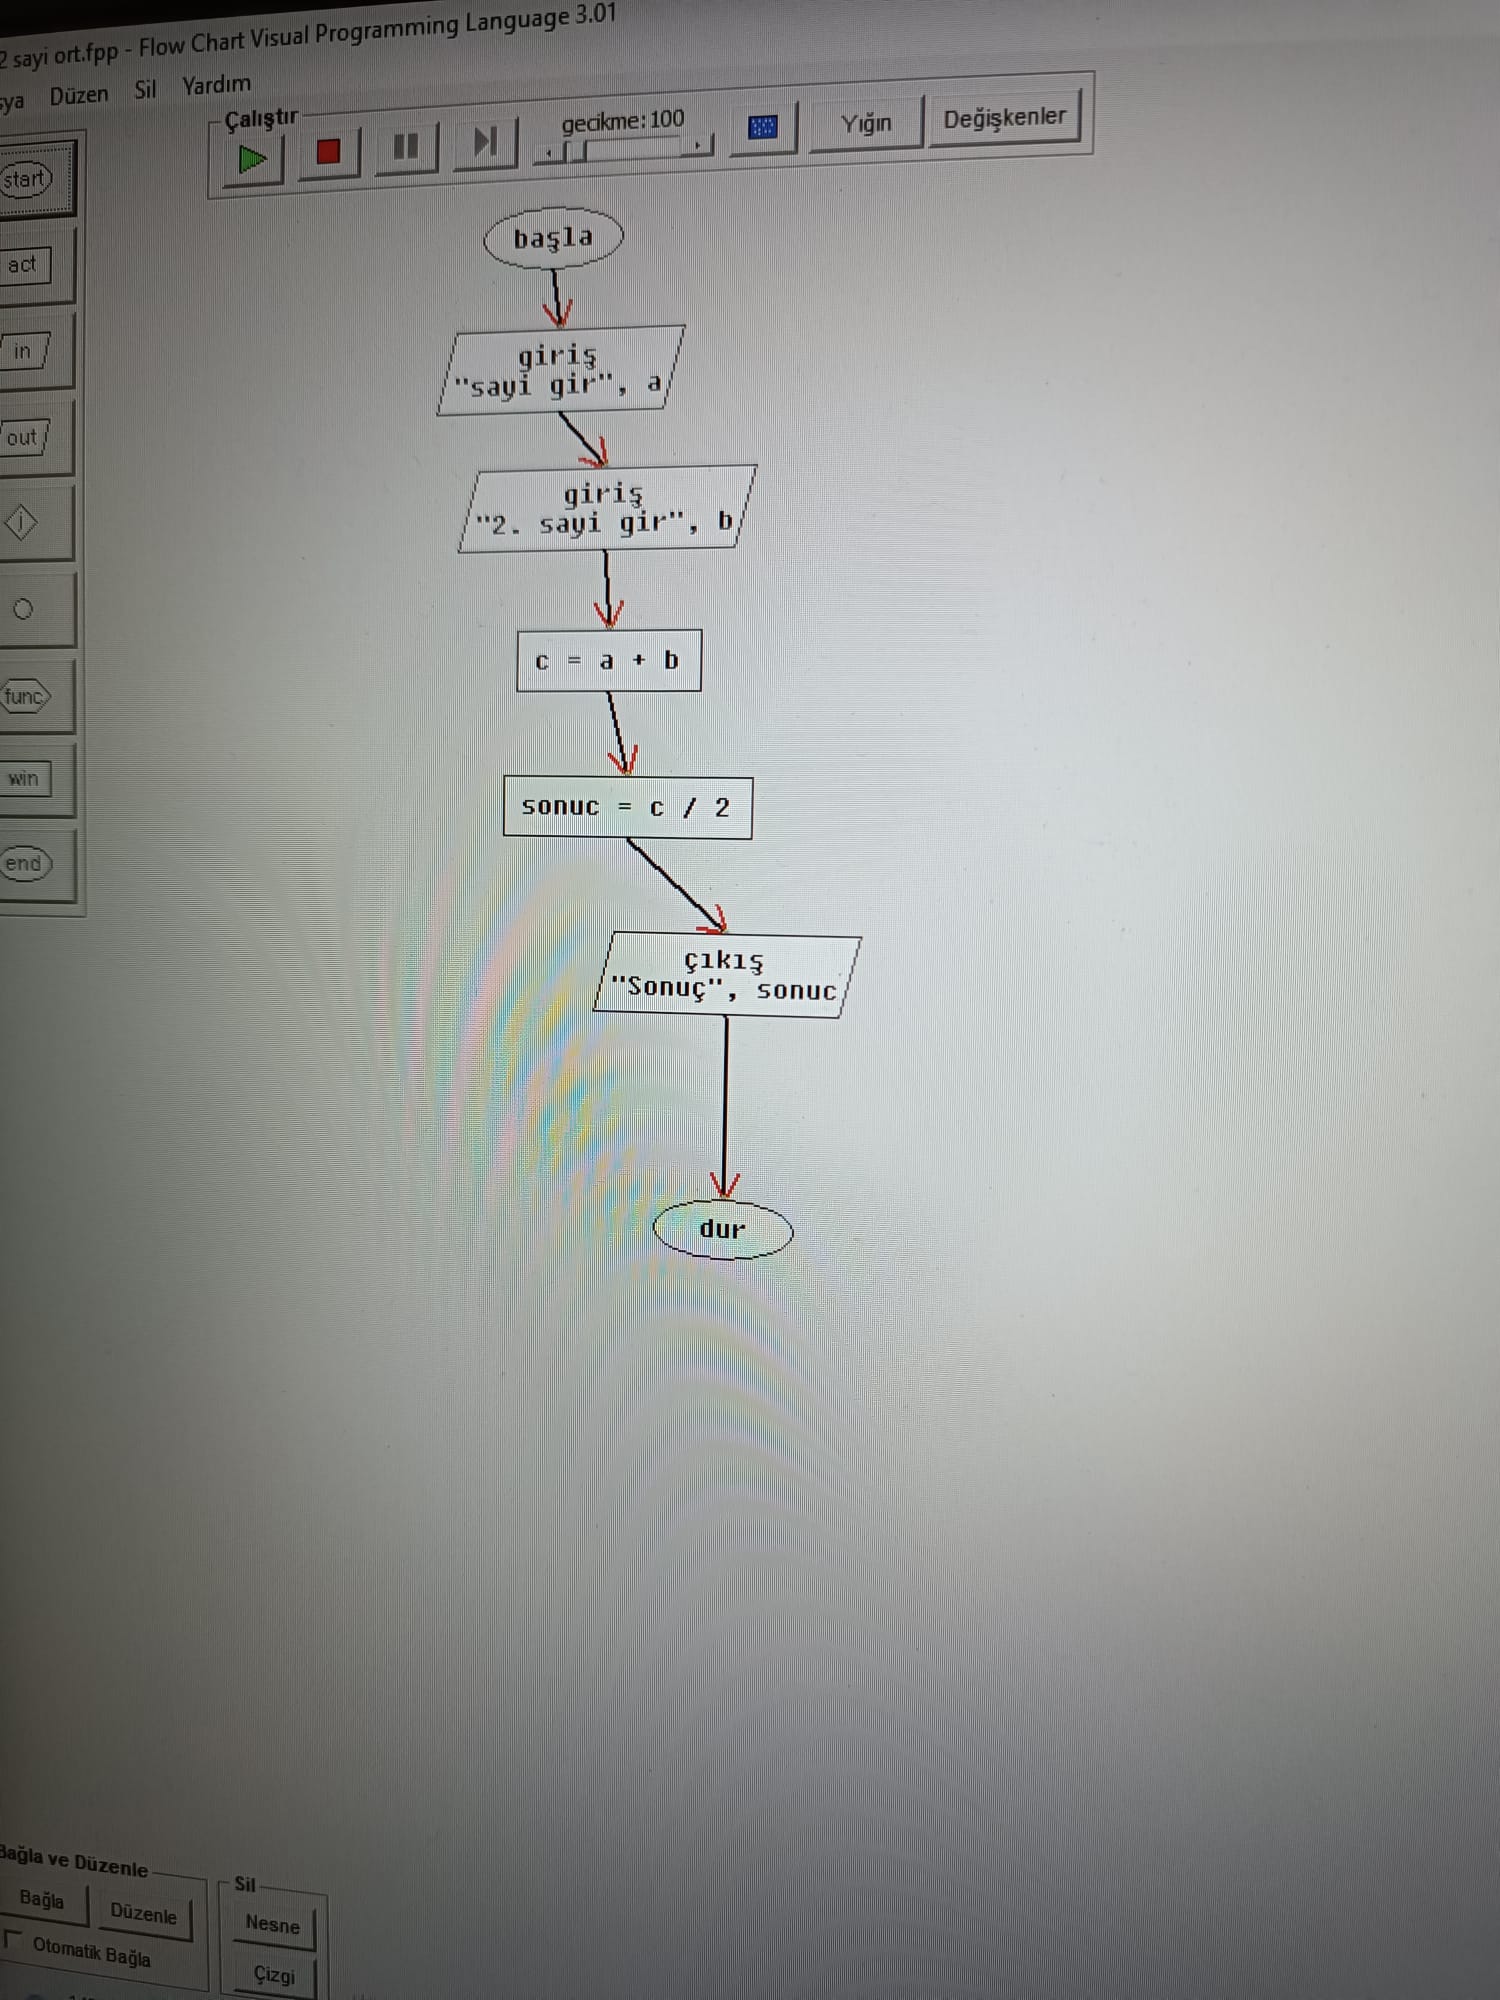 2 sayi ort.fpp - Flow Chart Visual Programming Language 3.01
Düzen Sil Yardım
Çalıştır
gecikme: 100
Yığın
Değişkenler
start
act
in
out
i
func
win
end
başla
giriş
"sayi gir", a
giriş
"2. sayi gir", b
c = a + b
sonuc = c / 2
çıkış
"Sonuç", sonuc
dur
Bağla ve Düzenle
Bağla
Düzenle
Otomatik Bağla
Sil
Nesne
Çizgi